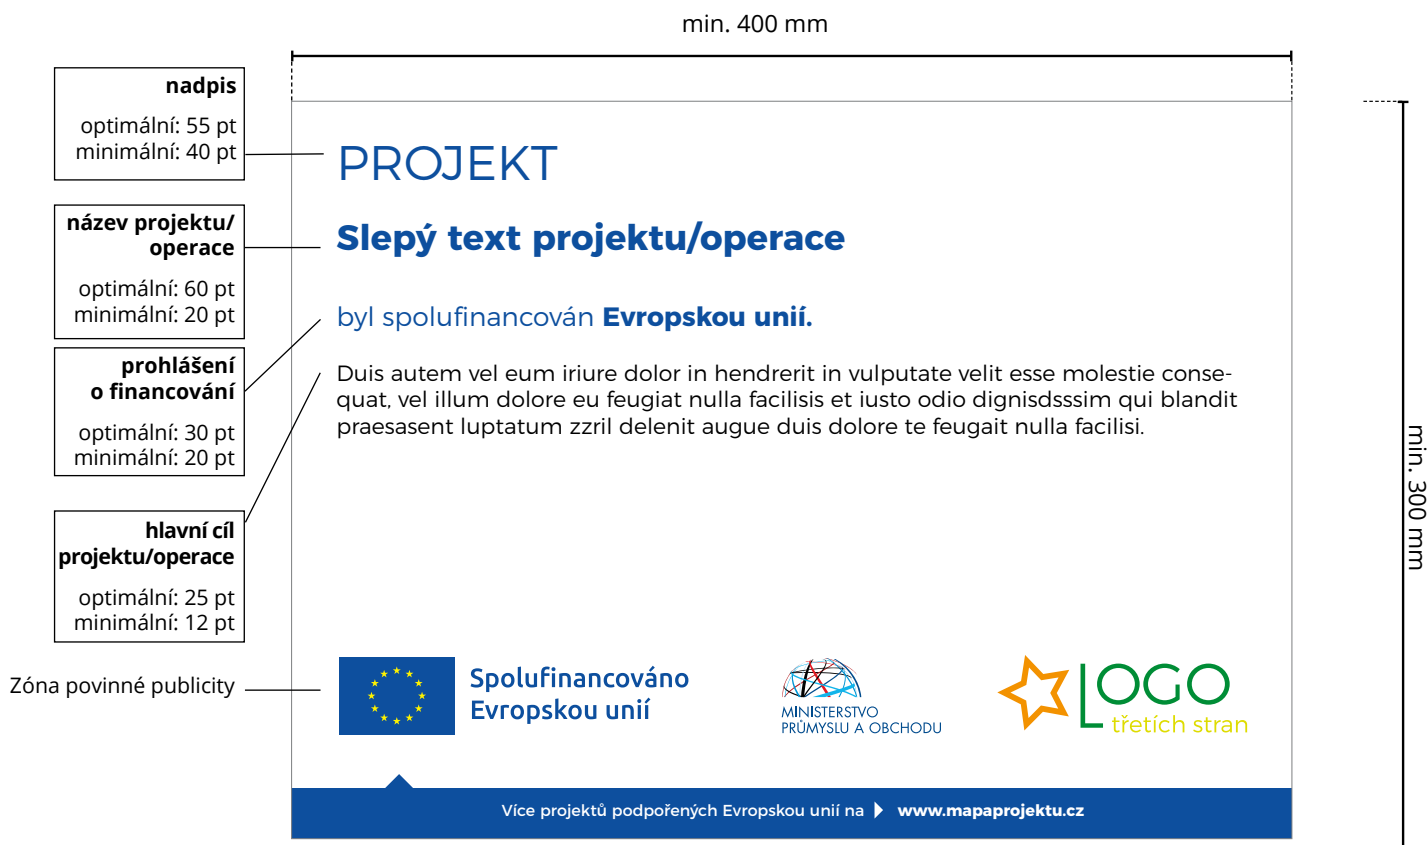 min. 400 mm
nadpis
optimální: 55 pt
minimální: 40 pt
název projektu/
operace
optimální: 60 pt
minimální: 20 pt
prohlášení
o financování
optimální: 30 pt
minimální: 20 pt
hlavní cíl
projektu/operace
optimální: 25 pt
minimální: 12 pt
Zóna povinné publicity
PROJEKT
Slepý text projektu/operace
byl spolufinancován Evropskou unií.
Duis autem vel eum iriure dolor in hendrerit in vulputate velit esse molestie conse-
quat, vel illum dolore eu feugiat nulla facilisis et iusto odio dignisdsssim qui blandit
praesasent luptatum zzril delenit augue duis dolore te feugait nulla facilisi.
Spolufinancováno
Evropskou unií
MINISTERSTVO
PRŮMYSLU A OBCHODU
LOGO
třetích stran
Více projektů podpořených Evropskou unií na www.mapaprojektu.cz
min. 300 mm